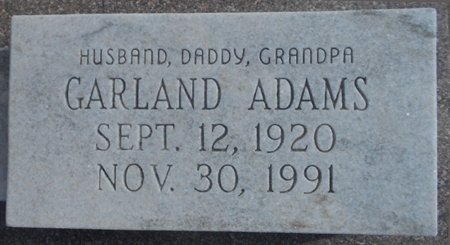 HUSBAND, DADDY, GRANDPA
GARLAND ADAMS
SEPT. 12, 1920
NOV. 30, 1991